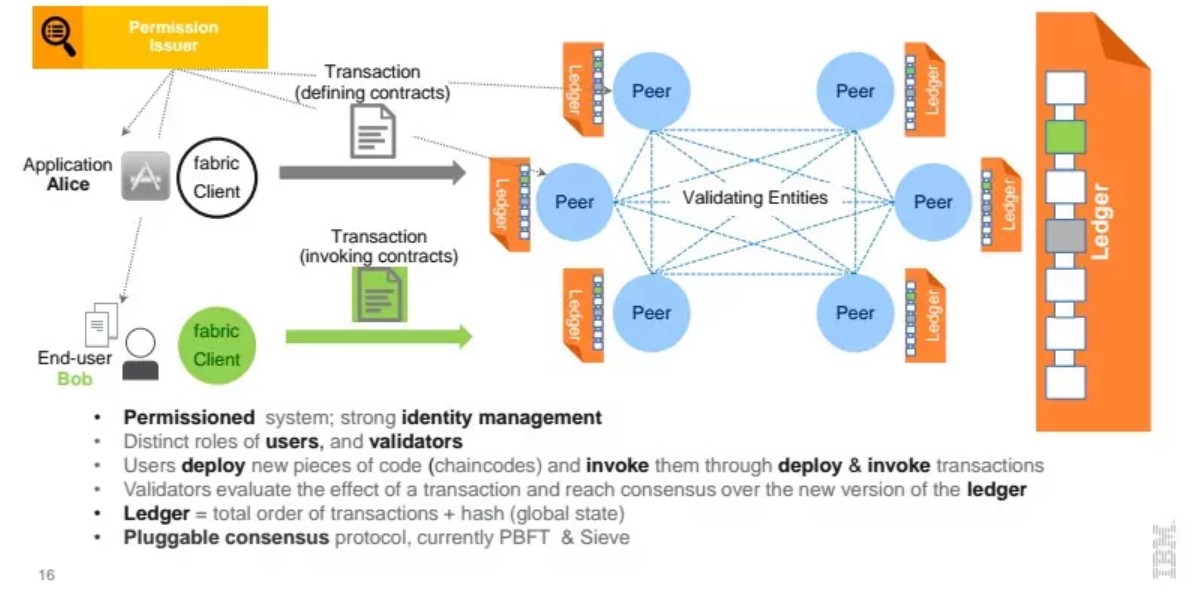 Permission
Issuer
Transaction
(defining contracts)
Application
Alice
fabric
Client
Transaction
(invoking contracts)
End-user
Bob
fabric
Client
Ledger
Peer
Peer
Ledger
Ledger
Peer
Validating Entities
Peer
Ledger
Ledger
Peer
Peer
Ledger
Ledger
• Permissioned system; strong identity management
• Distinct roles of users, and validators
• Users deploy new pieces of code (chaincodes) and invoke them through deploy & invoke transactions
• Validators evaluate the effect of a transaction and reach consensus over the new version of the ledger
• Ledger = total order of transactions + hash (global state)
• Pluggable consensus protocol, currently PBFT & Sieve
16
IBM